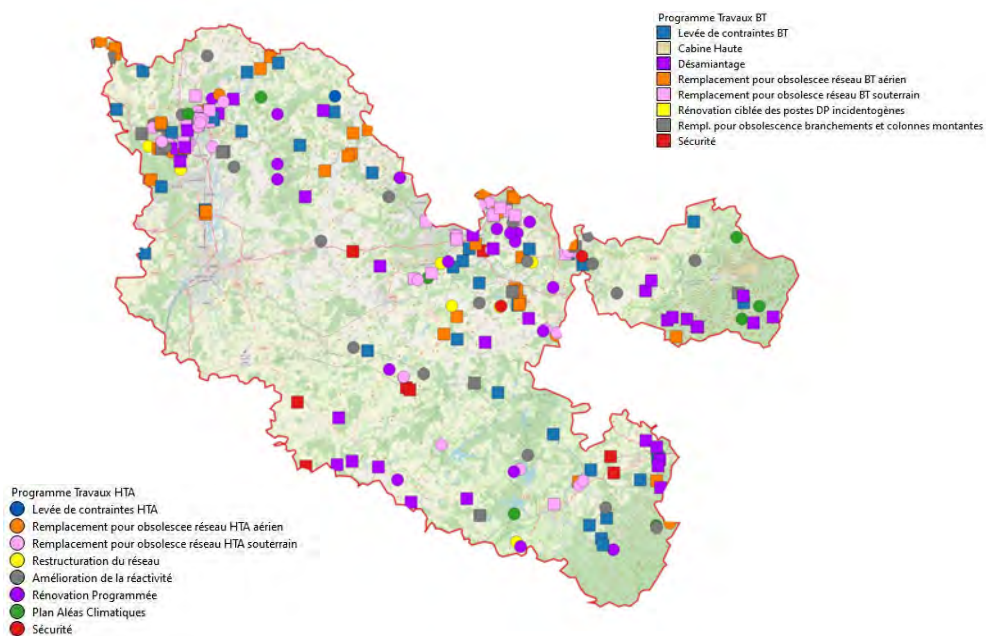 Programme Travaux BT
Levée de contraintes BT
Cabine Haute
Désamiantage
Remplacement pour obsolescee réseau BT aérien
Remplacement pour obsolescee réseau BT souterrain
Rénovation ciblée des postes DP incidentogènes
Rempl. pour obsolescence branchements et colonnes montantes
Sécurité
Programme Travaux HTA
Levée de contraintes HTA
Remplacement pour obsolescee réseau HTA aérien
Remplacement pour obsolesce réseau HTA souterrain
Restructuration du réseau
Amélioration de la réactivité
Rénovation Programmée
Plan Aléas Climatiques
Sécurité